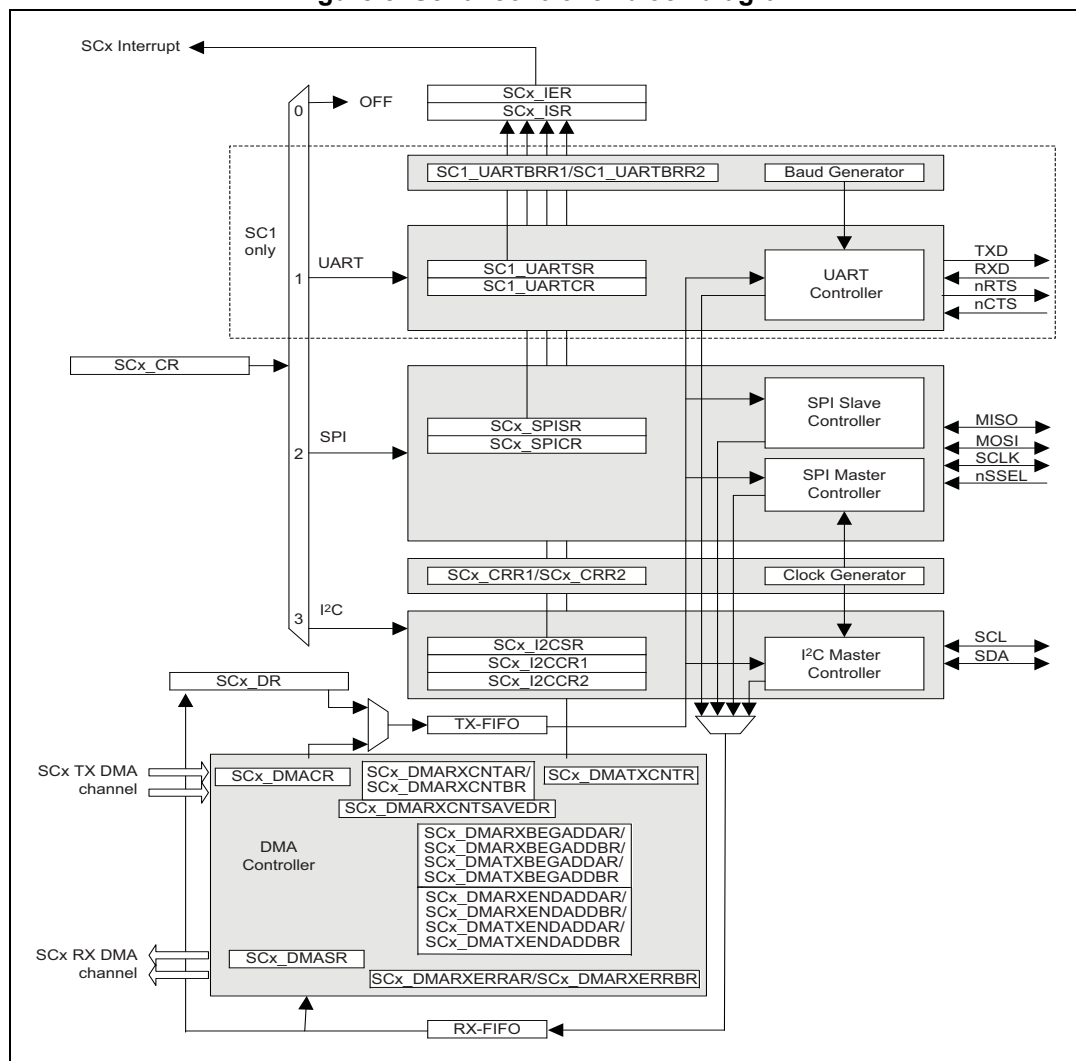 SCx Interrupt
SCx_IER
SCx_ISR
0
OFF
SC1_UARTBRR1/SC1_UARTBRR2
Baud Generator
SC1
only
1
UART
SC1_UARTSR
SC1_UARTCR
UART
Controller
TXD
RXD
nRTS
nCTS
SCx_CR
SPI
2
SCx_SPISR
SCx_SPICR
SPI Slave
Controller
SPI Master
Controller
MISO
MOSI
SCLK
nSSEL
SCx_CRR1/SCx_CRR2
Clock Generator
3
I²C
SCx_I2CSR
SCx_I2CCR1
SCx_I2CCR2
I²C Master
Controller
SCL
SDA
SCx_DR
TX-FIFO
SCx TX DMA
channel
SCx_DMACR
SCx_DMARXCNTAR/
SCx_DMARXCNTBR
SCx_DMATXCNTR
SCx_DMARXCNTSAVEDR
DMA
Controller
SCx_DMARXBEGADDAR/
SCx_DMARXBEGADDBR/
SCx_DMATXBEGADDAR/
SCx_DMATXBEGADDBR
SCx_DMARXENDADDAR/
SCx_DMARXENDADDBR/
SCx_DMATXENDADDAR/
SCx_DMATXENDADDBR
SCx RX DMA
channel
SCx_DMASR
SCx_DMARXERRAR/SCx_DMARXERRBR
RX-FIFO